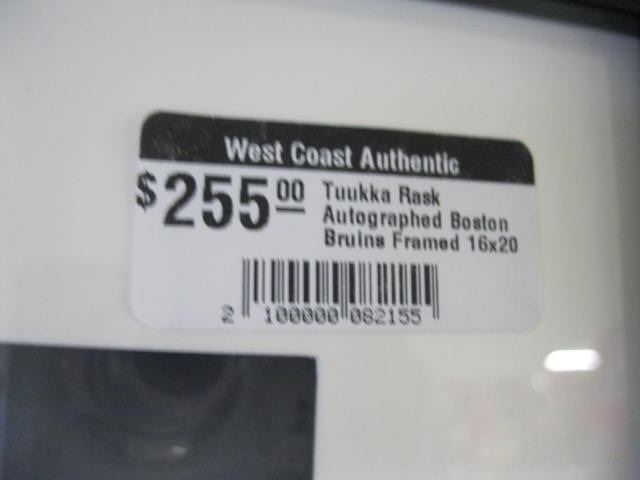 West Coast Authentic
$255.00
Tuukka Rask
Autographed Boston
Bruins Framed 16x20
2 100000 082155